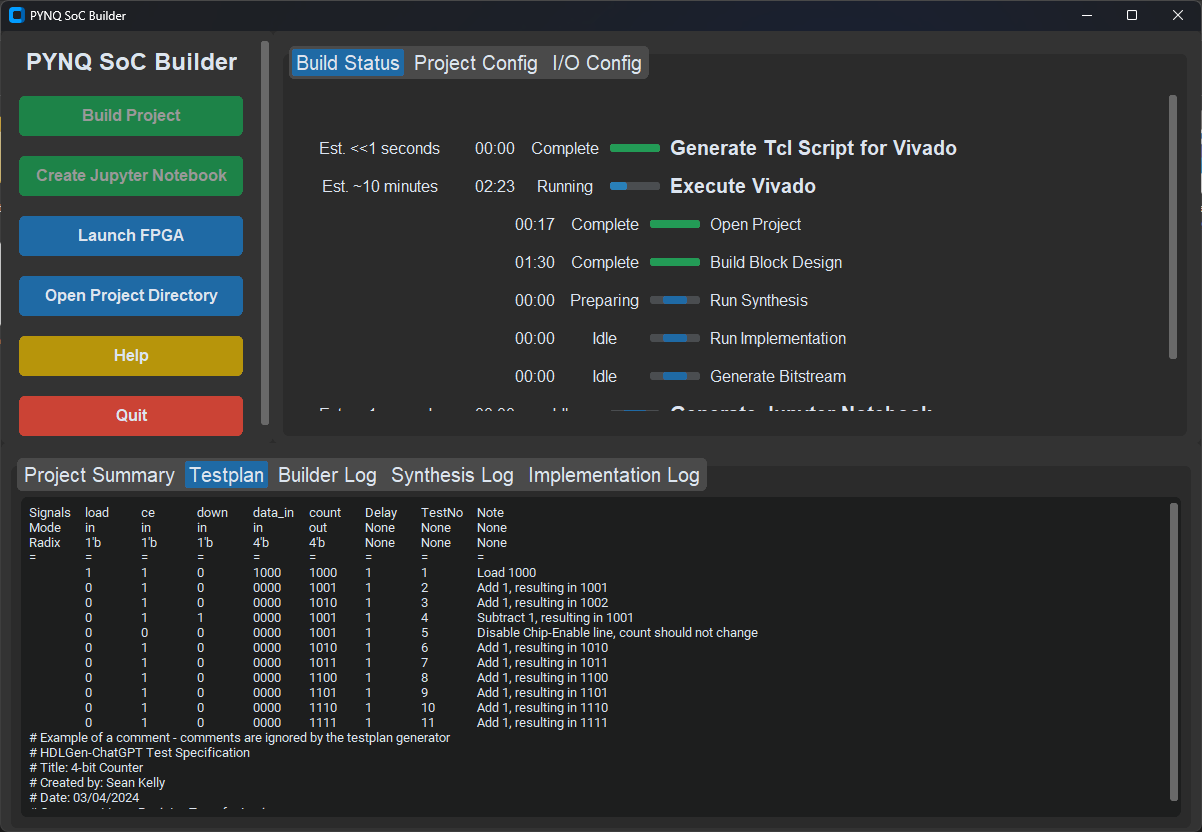 PYNQ SoC Builder
PYNQ SoC Builder
Build Project
Create Jupyter Notebook
Launch FPGA
Open Project Directory
Help
Quit
Build Status Project Config I/O Config
Est. <<1 seconds 00:00 Complete Generate Tcl Script for Vivado
Est. ~10 minutes 02:23 Running Execute Vivado
00:17 Complete Open Project
01:30 Complete Build Block Design
00:00 Preparing Run Synthesis
00:00 Idle Run Implementation
00:00 Idle Generate Bitstream
00:00 Generate Jupyter Notebook
Project Summary Testplan Builder Log Synthesis Log Implementation Log
Signals load ce down data_in count Delay TestNo Note
Mode in in in in out None None None
Radix 1'b 1'b 1'b 4'b 4'b None None None
= = = = = = = = =
1 1 0 1000 1000 1 1 Load 1000
0 1 0 0000 1001 1 2 Add 1, resulting in 1001
0 1 0 0000 1010 1 3 Add 1, resulting in 1002
0 1 1 0000 1001 1 4 Subtract 1, resulting in 1001
0 0 0 0000 1001 1 5 Disable Chip-Enable line, count should not change
0 1 0 0000 1010 1 6 Add 1, resulting in 1010
0 1 0 0000 1011 1 7 Add 1, resulting in 1011
0 1 0 0000 1100 1 8 Add 1, resulting in 1100
0 1 0 0000 1101 1 9 Add 1, resulting in 1101
0 1 0 0000 1110 1 10 Add 1, resulting in 1110
0 1 0 0000 1111 1 11 Add 1, resulting in 1111
# Example of a comment - comments are ignored by the testplan generator
# HDLGen-ChatGPT Test Specification
# Title: 4-bit Counter
# Created by: Sean Kelly
# Date: 03/04/2024